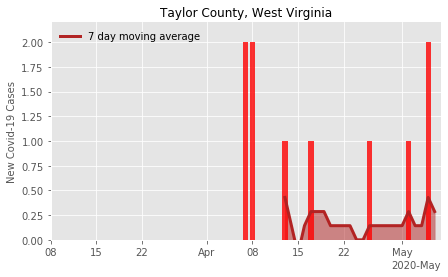 Taylor County, West Virginia
7 day moving average
New Covid-19 Cases
2.00
1.75
1.50
1.25
1.00
0.75
0.50
0.25
0.00
08 15 22 Apr 08 15 22 May
2020-May